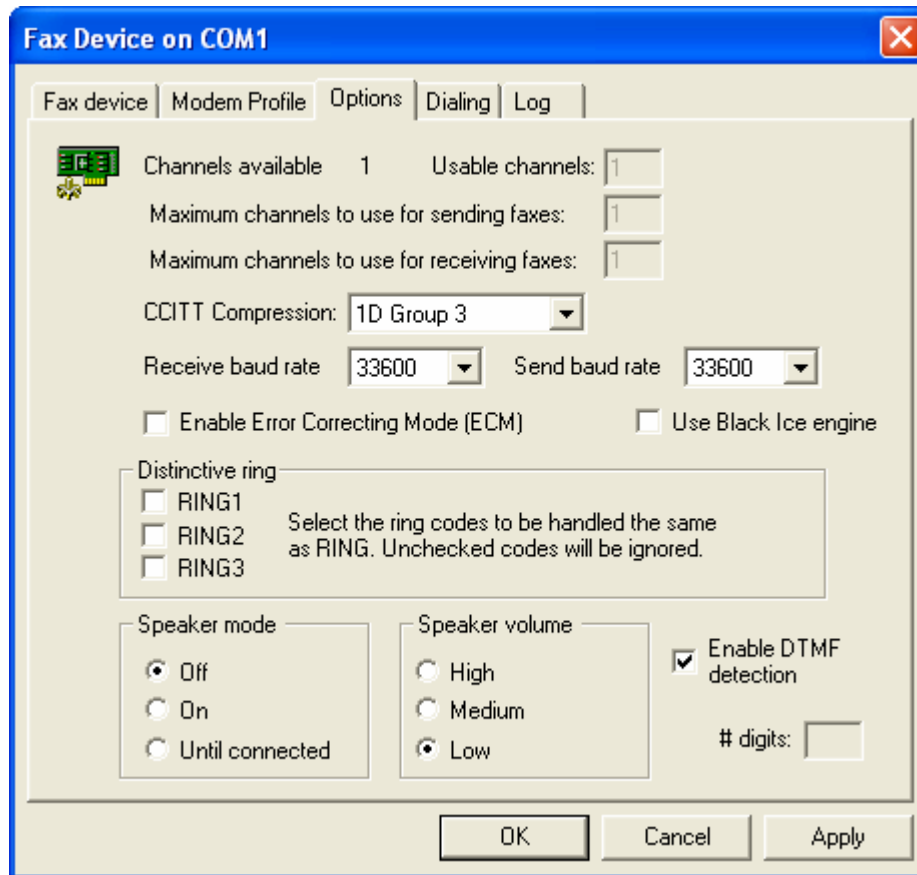 Fax Device on COM1
Fax device Modem Profile Options Dialing Log
Channels available 1 Usable channels: 1
Maximum channels to use for sending faxes: 1
Maximum channels to use for receiving faxes: 1
CCITT Compression: 1D Group 3
Receive baud rate 33600 Send baud rate 33600
Enable Error Correcting Mode (ECM) Use Black Ice engine
Distinctive ring
RING1
RING2
RING3
Select the ring codes to be handled the same
as RING. Unchecked codes will be ignored.
Speaker mode
Off
On
Until connected
Speaker volume
High
Medium
Low
Enable DTMF
detection
# digits:
OK Cancel Apply